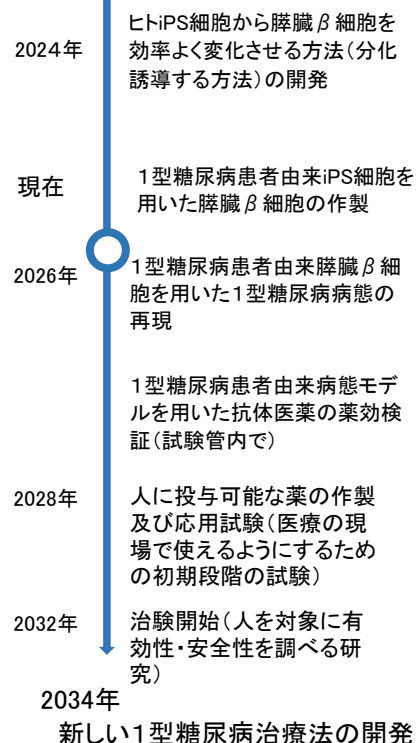 2024年
ヒトiPS細胞から膵臓β細胞を
効率よく変化させる方法(分化
誘導する方法)の開発
現在
1型糖尿病患者由来iPS細胞を
用いた膵臓β細胞の作製
2026年
1型糖尿病患者由来膵臓β細
胞を用いた1型糖尿病病態の
再現
1型糖尿病患者由来病態モデ
ルを用いた抗体医薬の薬効検
証(試験管内で)
2028年
人に投与可能な薬の作製
及び応用試験(医療の現
場で使えるようにするため
の初期段階の試験)
2032年
治験開始(人を対象に有
効性・安全性を調べる研
究)
2034年
新しい1型糖尿病治療法の開発